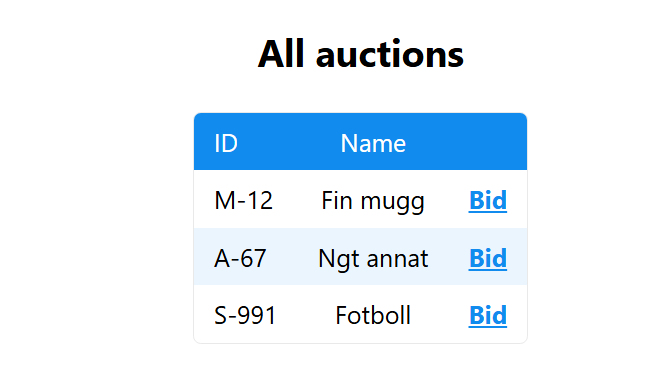 All auctions
ID Name
M-12 Fin mugg Bid
A-67 Ngt annat Bid
S-991 Fotboll Bid